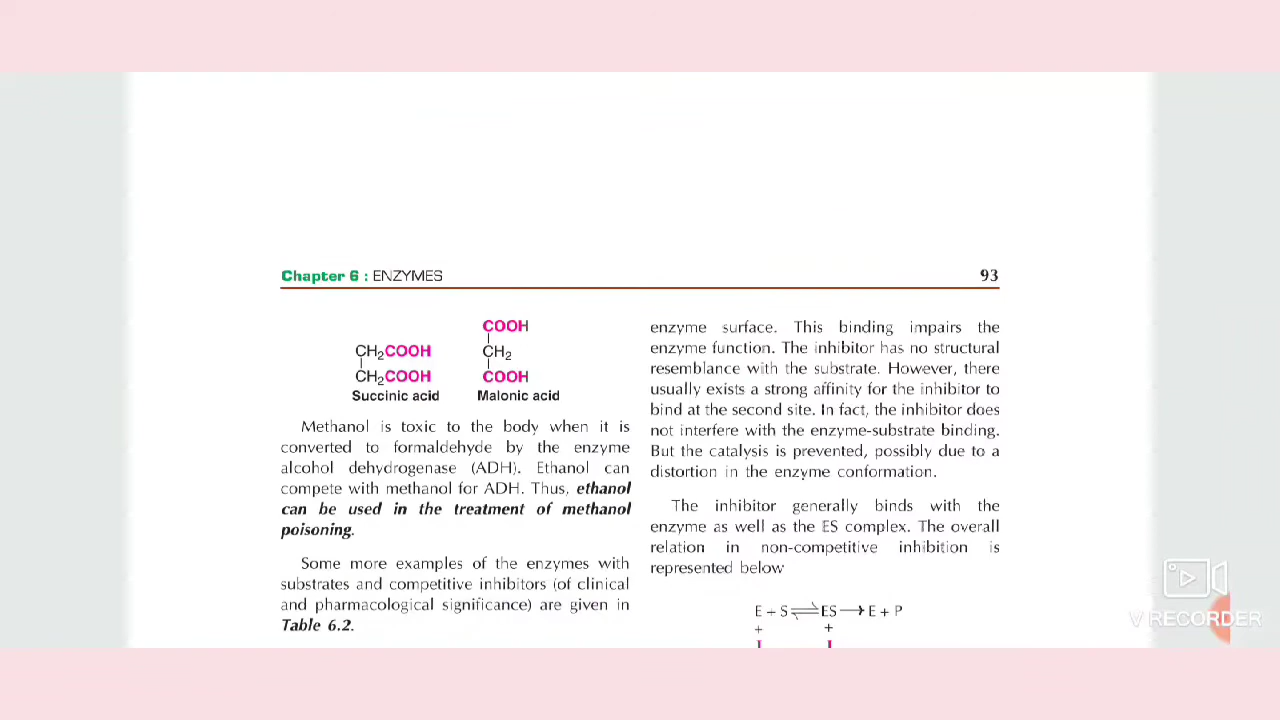 Chapter 6 : ENZYMES
93
COOH
CH2COOH
CH2
CH2COOH
COOH
Succinic acid
Malonic acid
Methanol is toxic to the body when it is
converted to formaldehyde by the enzyme
alcohol dehydrogenase (ADH). Ethanol can
compete with methanol for ADH. Thus, ethanol
can be used in the treatment of methanol
poisoning.
Some more examples of the enzymes with
substrates and competitive inhibitors (of clinical
and pharmacological significance) are given in
Table 6.2.
enzyme surface. This binding impairs the
enzyme function. The inhibitor has no structural
resemblance with the substrate. However, there
usually exists a strong affinity for the inhibitor to
bind at the second site. In fact, the inhibitor does
not interfere with the enzyme-substrate binding.
But the catalysis is prevented, possibly due to a
distortion in the enzyme conformation.
The inhibitor generally binds with the
enzyme as well as the ES complex. The overall
relation in non-competitive inhibition is
represented below
E + S ⇌ ES → E + P
+ +
V RECORDER